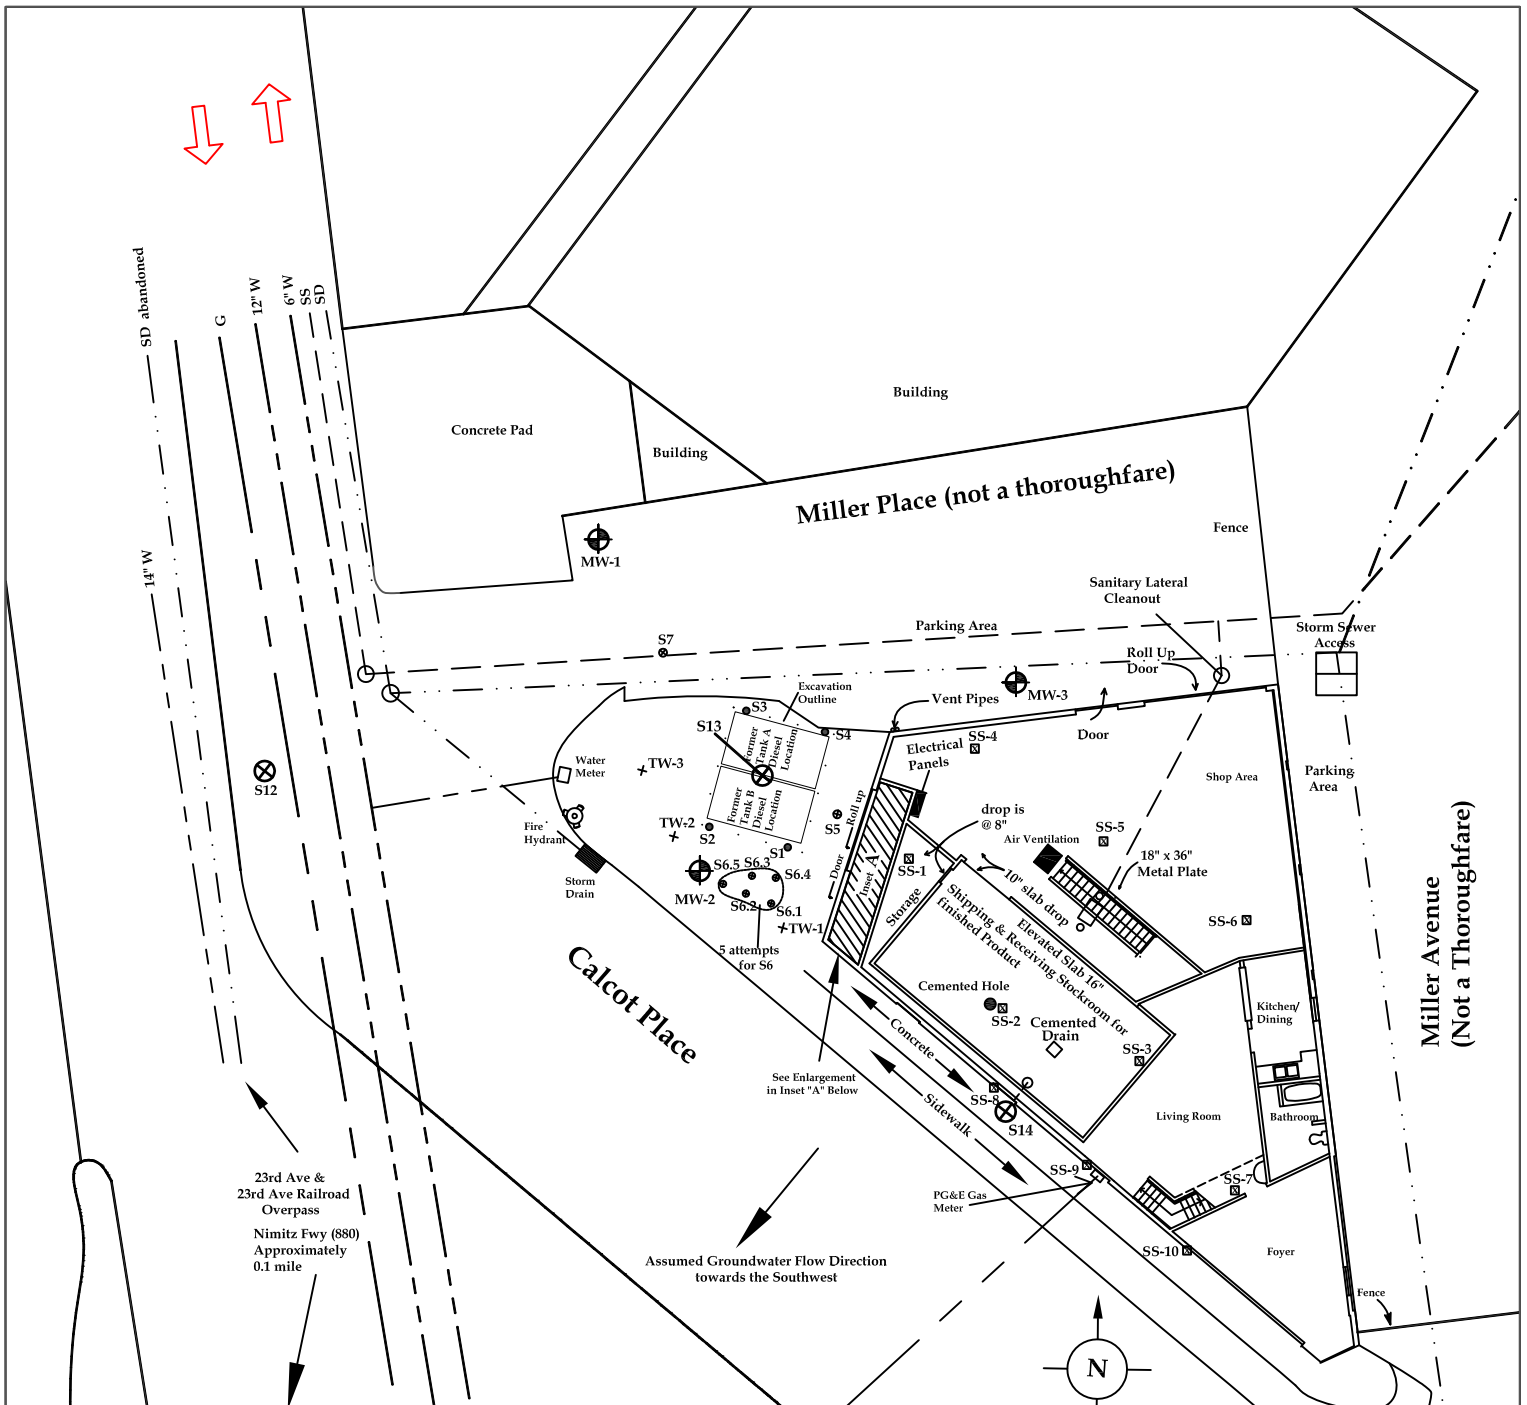 SD abandoned
G
12" W
6" W
SS
SD
14" W
Concrete Pad
Building
Building
Miller Place (not a thoroughfare)
Fence
MW-1
Sanitary Lateral
Cleanout
Parking Area
Storm Sewer
Access
S7
Roll Up
Door
Excavation
Outline
MW-3
Vent Pipes
S3
S13
S4
Door
Electrical
Panels
SS-4
Former
Tank A
Diesel
Location
Water
Meter
TW-3
Shop Area
Parking
Area
S12
Former
Tank B
Diesel
Location
Roll up
S5
drop is
@ 8"
Fire
Hydrant
TW-2
S2
S1
Air Ventilation
SS-5
18" x 36"
Metal Plate
Door
Inset A
SS-1
Storm
Drain
MW-2
S6.5
S6.3
S6.4
S6.2
S6.1
TW-1
5 attempts
for S6
Storage
10" slab drop
Elevated Slab 16"
Shipping & Receiving Stockroom for
finished Product
SS-6
Miller Avenue
(Not a Thoroughfare)
Calcot Place
Cemented Hole
SS-2
Cemented
Drain
Kitchen/
Dining
SS-3
Concrete
See Enlargement
in Inset "A" Below
SS-8
S14
Sidewalk
Living Room
Bathroom
SS-9
SS-7
PG&E Gas
Meter
23rd Ave &
23rd Ave Railroad
Overpass
Nimitz Fwy (880)
Approximately
0.1 mile
Assumed Groundwater Flow Direction
towards the Southwest
SS-10
Foyer
Fence
N